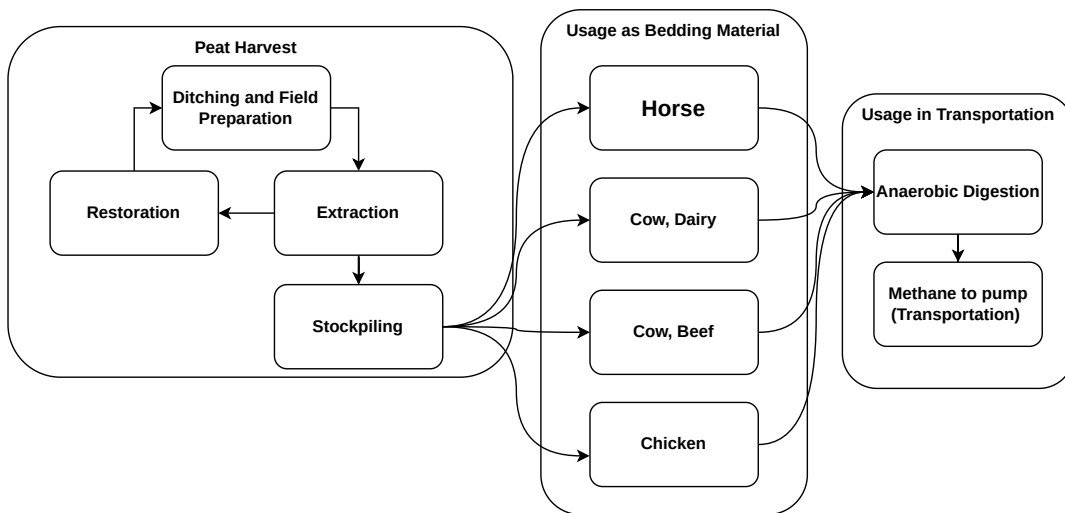 Peat Harvest
Ditching and Field
Preparation
Restoration
Extraction
Stockpiling
Usage as Bedding Material
Horse
Cow, Dairy
Cow, Beef
Chicken
Usage in Transportation
Anaerobic Digestion
Methane to pump
(Transportation)